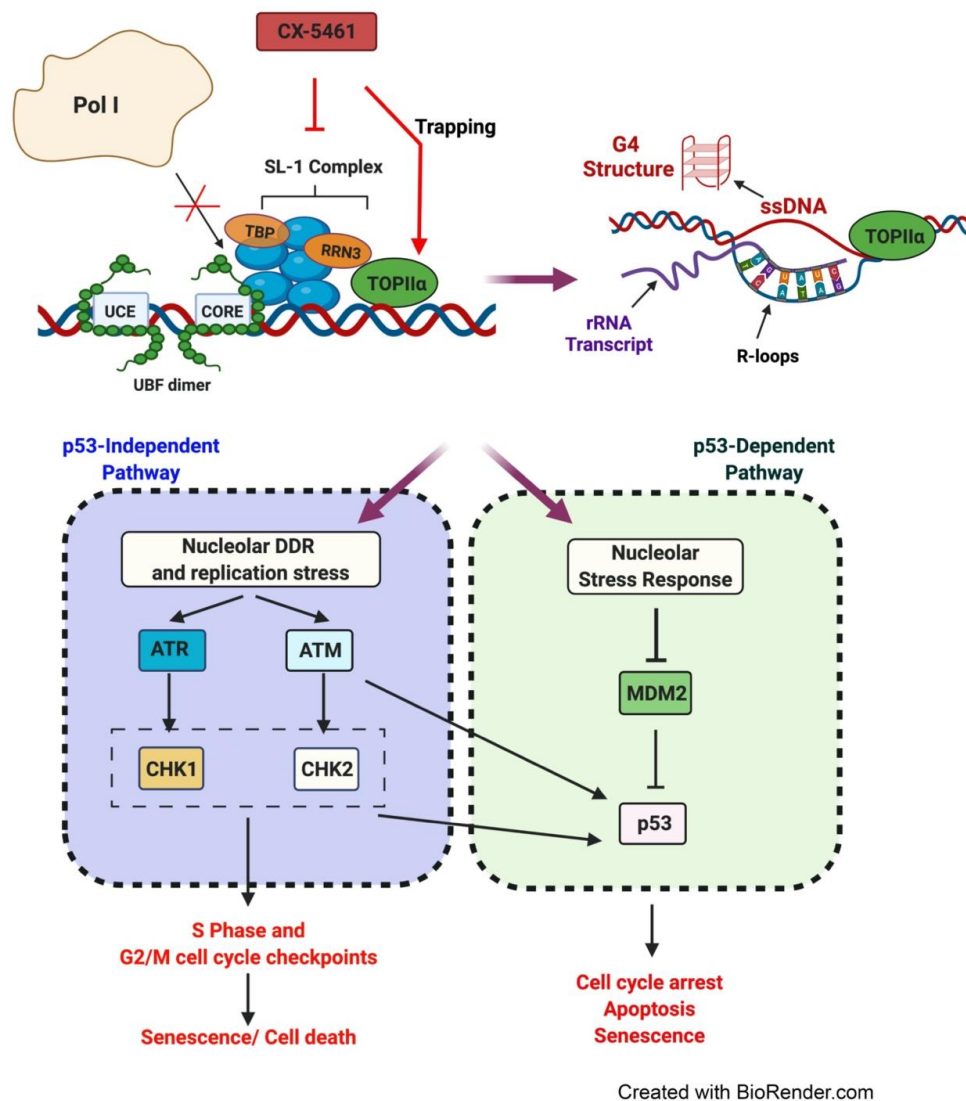 CX-5461
Pol I
Trapping
SL-1 Complex
TBP
RRN3
TOPIIα
UCE
CORE
UBF dimer
G4
Structure
ssDNA
TOPIIα
rRNA
Transcript
R-loops
p53-Independent
Pathway
Nucleolar DDR
and replication stress
ATR
ATM
CHK1
CHK2
S Phase and
G2/M cell cycle checkpoints
Senescence/ Cell death
p53-Dependent
Pathway
Nucleolar
Stress Response
MDM2
p53
Cell cycle arrest
Apoptosis
Senescence
Created with BioRender.com